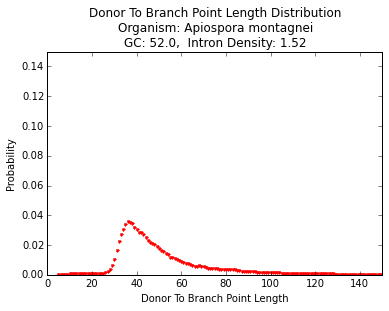 Donor To Branch Point Length Distribution
Organism: Apiospora montagnei
GC: 52.0,  Intron Density: 1.52
Probability
0.14
0.12
0.10
0.08
0.06
0.04
0.02
0.00
0 20 40 60 80 100 120 140
Donor To Branch Point Length